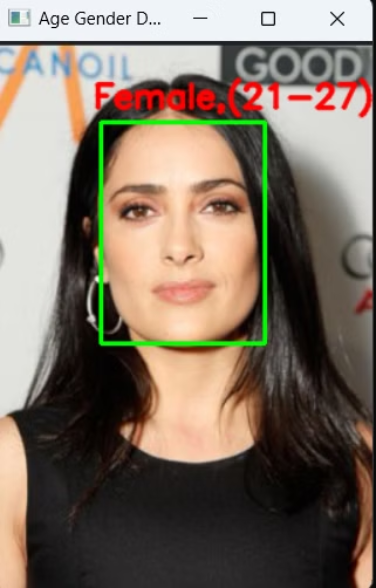 Age Gender D...
CANOIL
GOOD
Female,(21-27)